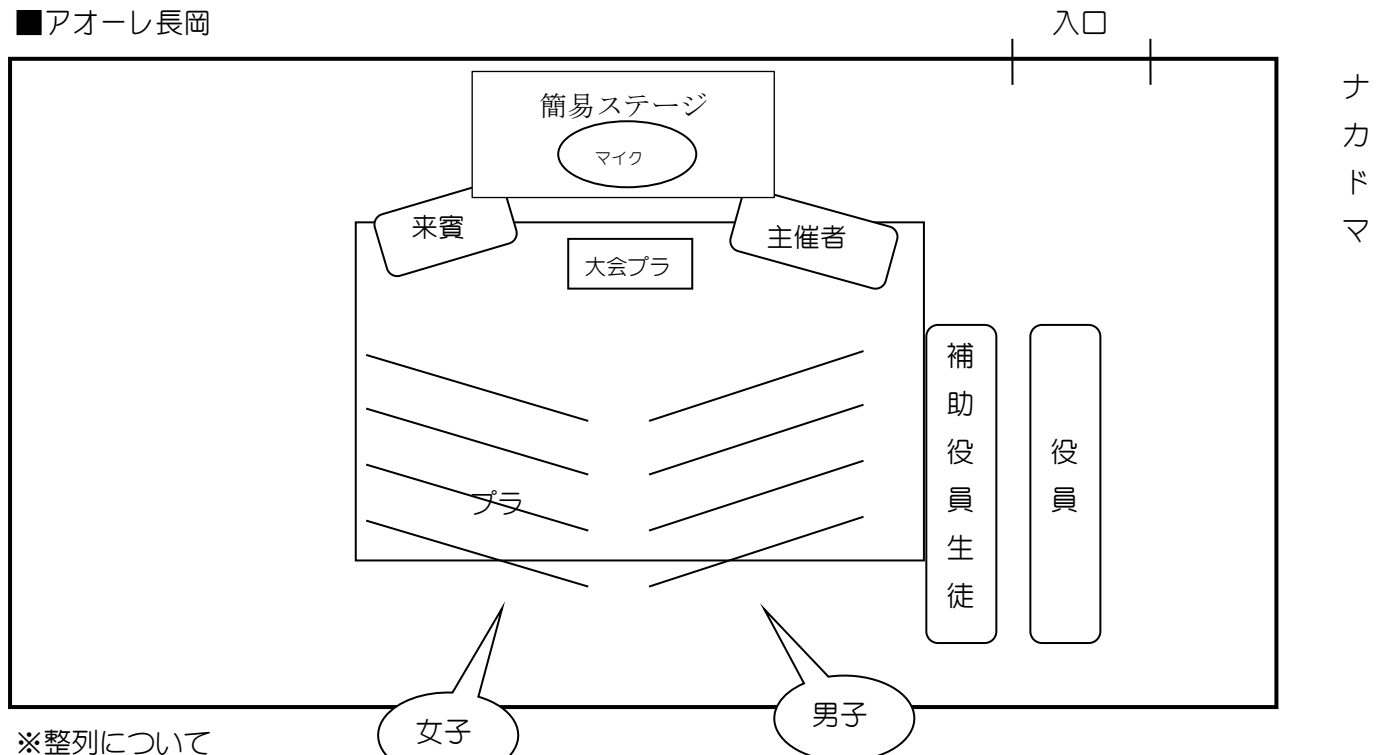 ■アオーレ長岡
入口
ナカドマ
簡易ステージ
マイク
来賓
主催者
大会プラ
補助役員生徒
役員
プラ
女子
男子
※整列について